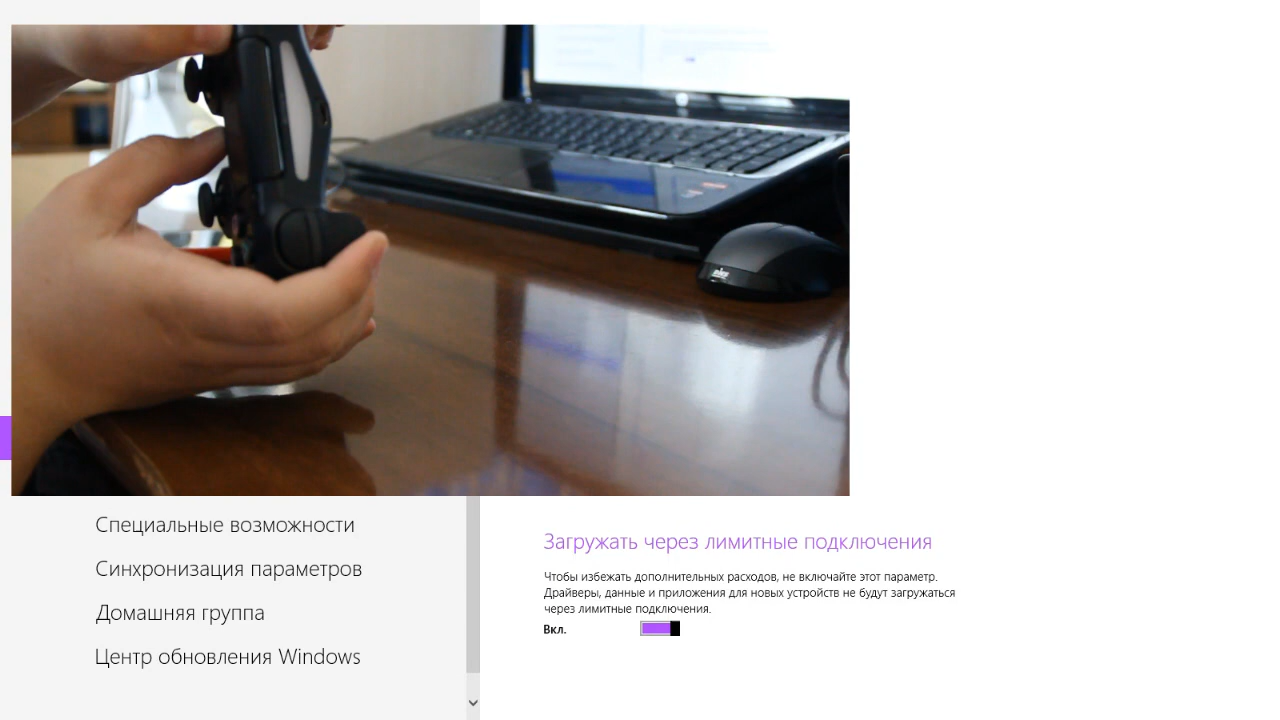 Специальные возможности
Синхронизация параметров
Домашняя группа
Центр обновления Windows
Загружать через лимитные подключения
Чтобы избежать дополнительных расходов, не включайте этот параметр.
Драйверы, данные и приложения для новых устройств не будут загружаться
через лимитные подключения.
Вкл.